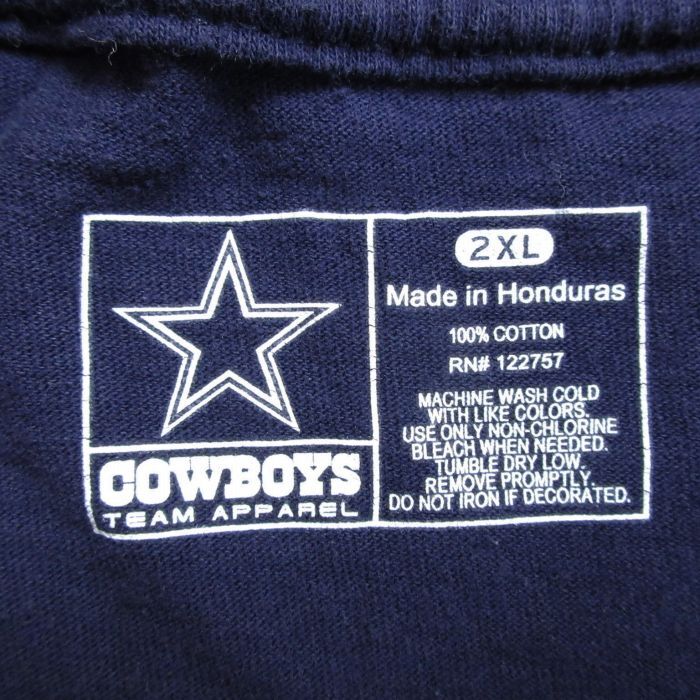 COWBOYS
TEAM APPAREL
2XL
Made in Honduras
100% COTTON
RN# 122757
MACHINE WASH COLD
WITH LIKE COLORS.
USE ONLY NON-CHLORINE
BLEACH WHEN NEEDED.
TUMBLE DRY LOW.
REMOVE PROMPTLY.
DO NOT IRON IF DECORATED.